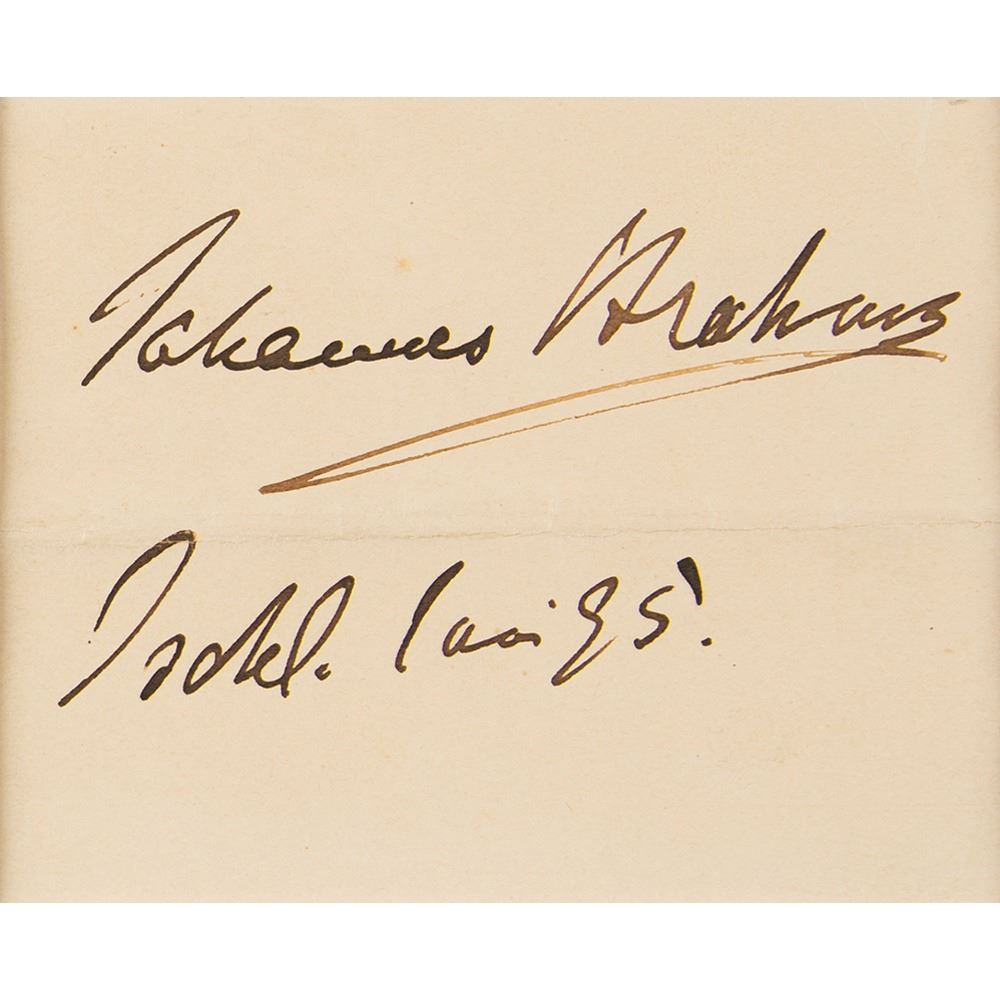 Johannes Brahms
Ischl. Juni 95.